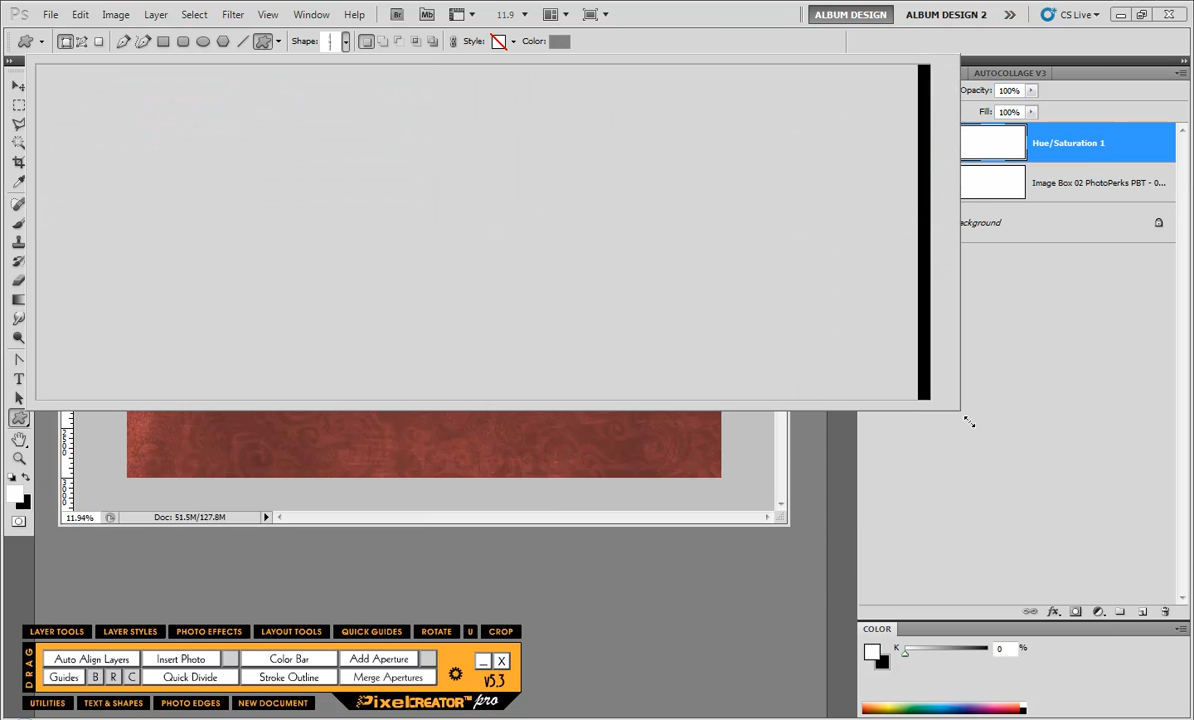 Ps File Edit Image Layer Select Filter View Window Help Br Mb 11.9 ALBUM DESIGN ALBUM DESIGN 2 CS Live
Shape: Style: Color:
AUTOCOLLAGE V3
Opacity: 100%
Fill: 100%
Hue/Saturation 1
Image Box 02 PhotoPerks PBT - 0...
ackground
11.94% Doc: 51.5M/127.8M
COLOR
K 0 %
LAYER TOOLS LAYER STYLES PHOTO EFFECTS LAYOUT TOOLS QUICK GUIDES ROTATE U CROP
DRAG
Auto Align Layers Insert Photo Color Bar Add Aperture _ X
Guides B R C Quick Divide Stroke Outline Merge Apertures v5.3
UTILITIES TEXT & SHAPES PHOTO EDGES NEW DOCUMENT PixelCREATOR™ pro